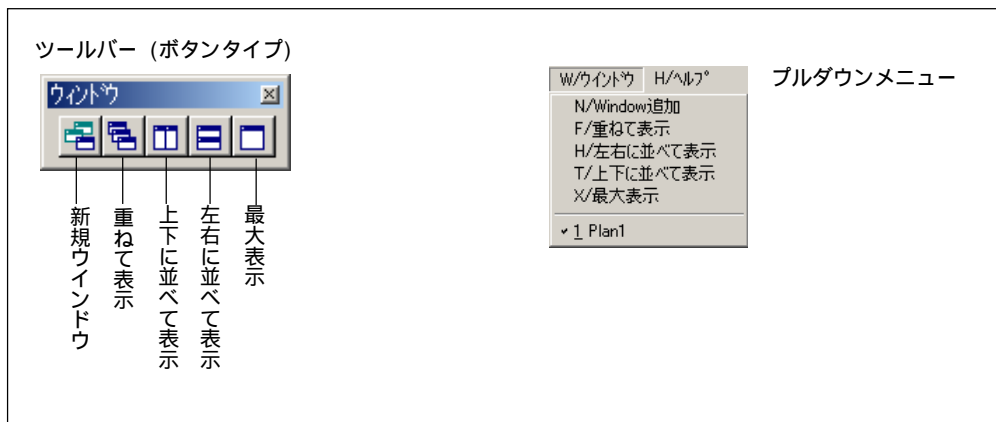 ツールバー (ボタンタイプ)
ウィンドウ
新規ウインドウ
重ねて表示
上下に並べて表示
左右に並べて表示
最大表示
W/ウインドウ H/ヘルプ
N/Window追加
F/重ねて表示
H/左右に並べて表示
T/上下に並べて表示
X/最大表示
1 Plan1
プルダウンメニュー